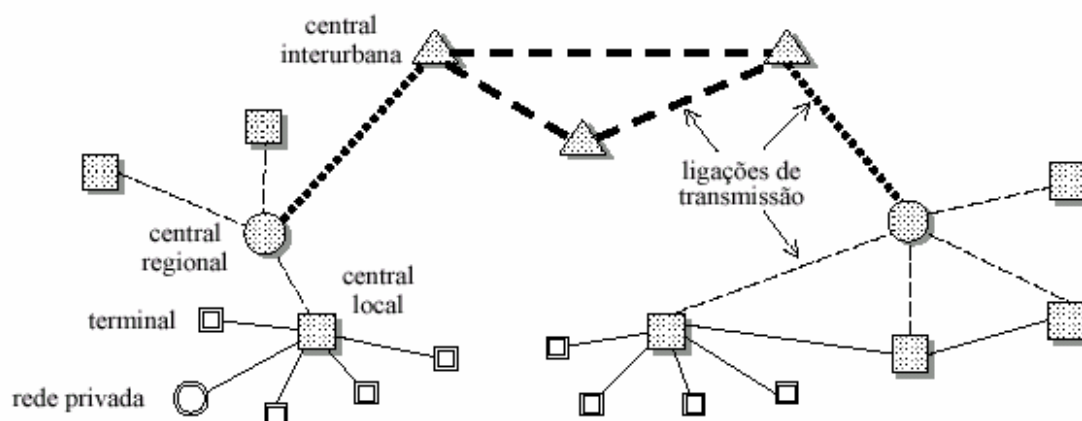 central
interurbana
ligações de
transmissão
central
regional
central
local
terminal
rede privada